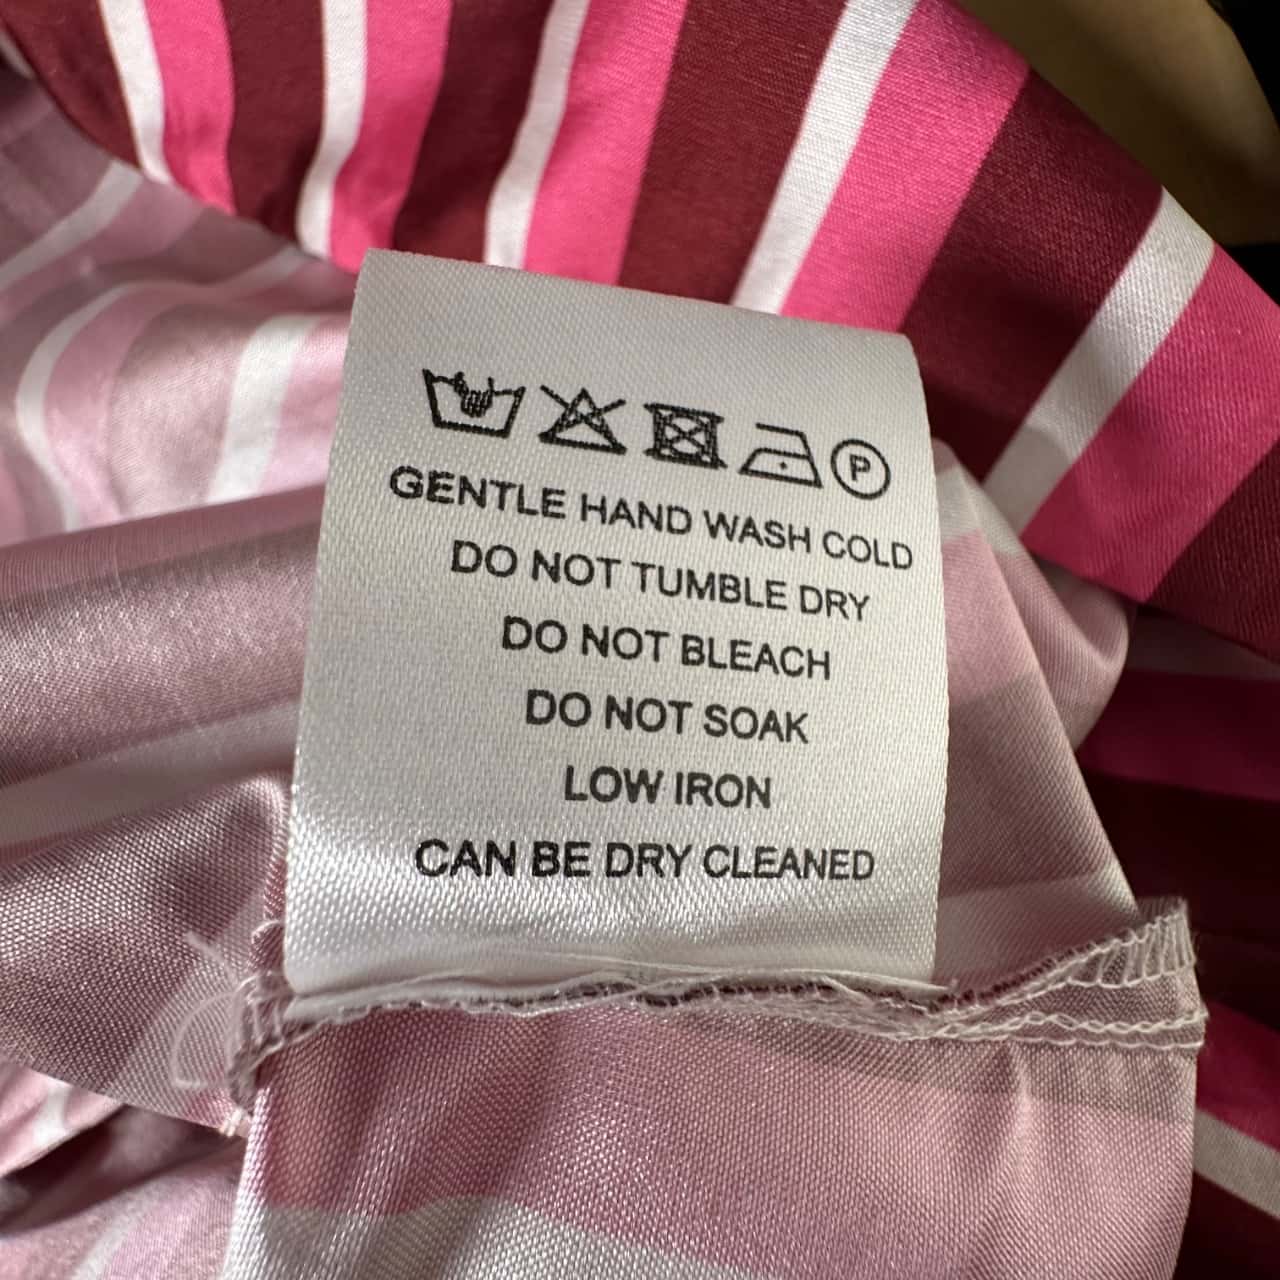 P
GENTLE HAND WASH COLD
DO NOT TUMBLE DRY
DO NOT BLEACH
DO NOT SOAK
LOW IRON
CAN BE DRY CLEANED